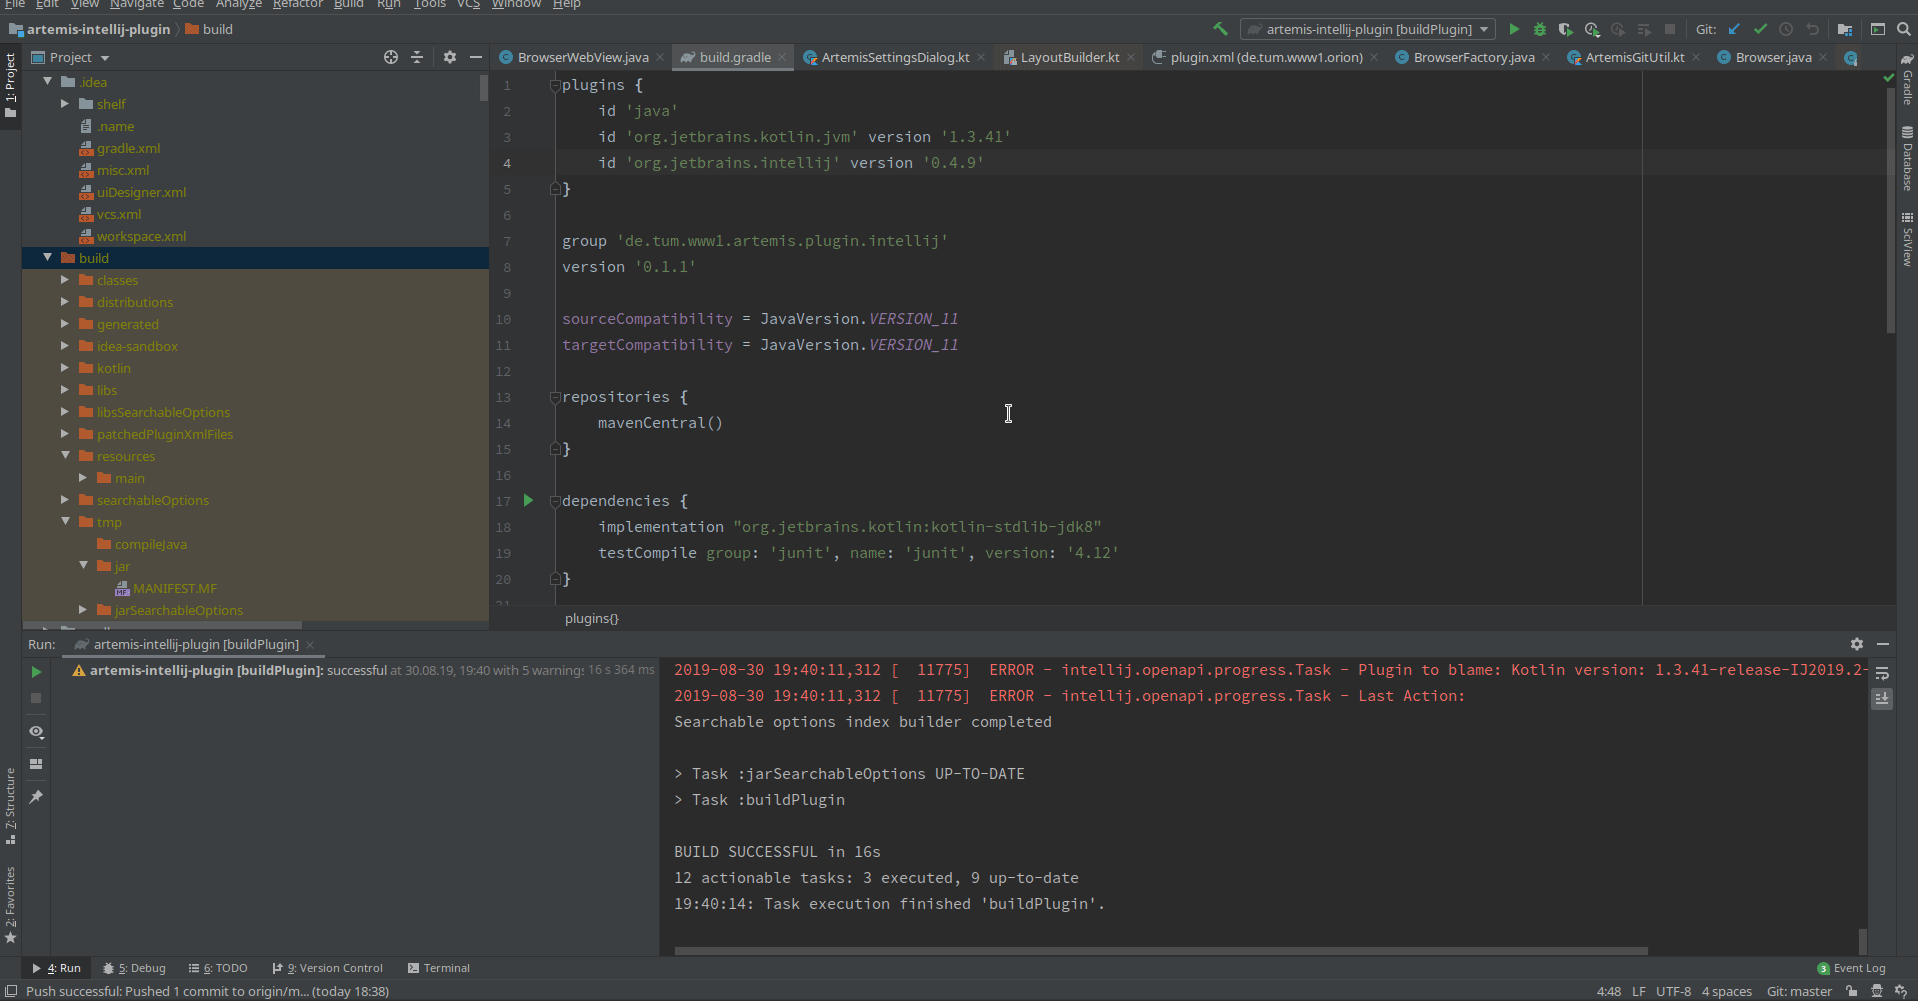 File Edit View Navigate Code Analyze Refactor Build Run Tools VCS Window Help
artemis-intellij-plugin build
artemis-intellij-plugin [buildPlugin] Git:
1: Project
Project
BrowserWebView.java build.gradle ArtemisSettingsDialog.kt LayoutBuilder.kt plugin.xml (de.tum.www1.orion) BrowserFactory.java ArtemisGitUtil.kt Browser.java
Gradle
Database
SciView
.idea
shelf
.name
gradle.xml
misc.xml
uiDesigner.xml
vcs.xml
workspace.xml
build
classes
distributions
generated
idea-sandbox
kotlin
libs
libsSearchableOptions
patchedPluginXmlFiles
resources
main
searchableOptions
tmp
compileJava
jar
MANIFEST.MF
jarSearchableOptions
1 plugins {
2 id 'java'
3 id 'org.jetbrains.kotlin.jvm' version '1.3.41'
4 id 'org.jetbrains.intellij' version '0.4.9'
5 }
6
7 group 'de.tum.www1.artemis.plugin.intellij'
8 version '0.1.1'
9
10 sourceCompatibility = JavaVersion.VERSION_11
11 targetCompatibility = JavaVersion.VERSION_11
12
13 repositories {
14 mavenCentral()
15 }
16
17 dependencies {
18 implementation "org.jetbrains.kotlin:kotlin-stdlib-jdk8"
19 testCompile group: 'junit', name: 'junit', version: '4.12'
20 }
21
plugins{}
Run: artemis-intellij-plugin [buildPlugin]
artemis-intellij-plugin [buildPlugin]: successful at 30.08.19, 19:40 with 5 warnings 16 s 364 ms
2019-08-30 19:40:11,312 [ 11775] ERROR - intellij.openapi.progress.Task - Plugin to blame: Kotlin version: 1.3.41-release-IJ2019.2-
2019-08-30 19:40:11,312 [ 11775] ERROR - intellij.openapi.progress.Task - Last Action:
Searchable options index builder completed
> Task :jarSearchableOptions UP-TO-DATE
> Task :buildPlugin
BUILD SUCCESSFUL in 16s
12 actionable tasks: 3 executed, 9 up-to-date
19:40:14: Task execution finished 'buildPlugin'.
7: Structure
2: Favorites
4: Run 5: Debug 6: TODO 9: Version Control Terminal 3 Event Log
Push successful: Pushed 1 commit to origin/m... (today 18:38) 4:48 LF UTF-8 4 spaces Git: master